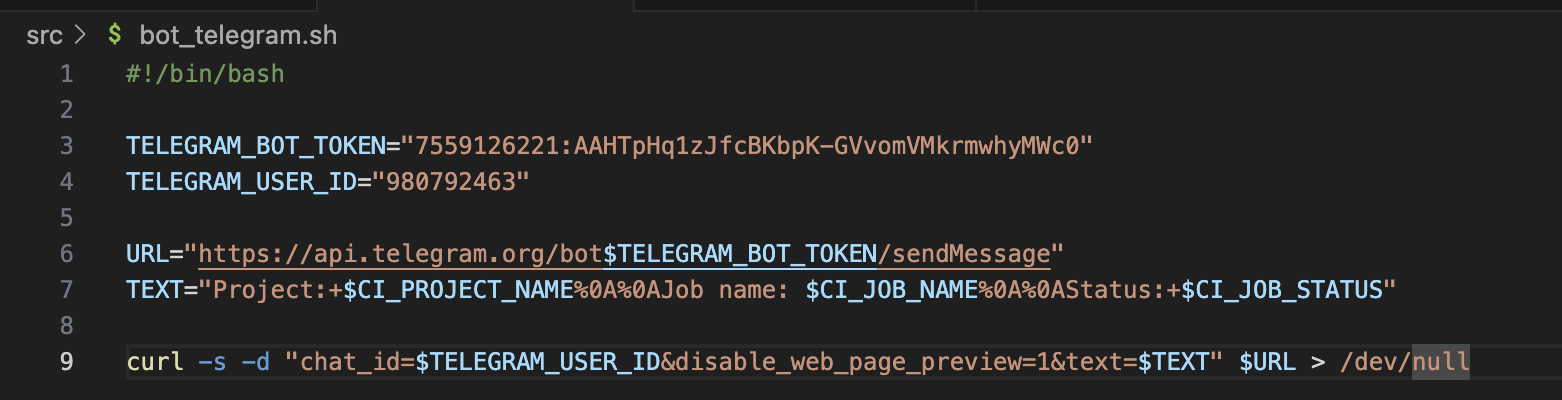 src > $ bot_telegram.sh
1 #!/bin/bash
2
3 TELEGRAM_BOT_TOKEN="7559126221:AAHTpHq1zJfcBKbpK-GVvomVMkrmwhyMWc0"
4 TELEGRAM_USER_ID="980792463"
5
6 URL="https://api.telegram.org/bot$TELEGRAM_BOT_TOKEN/sendMessage"
7 TEXT="Project:+$CI_PROJECT_NAME%0A%0AJob name: $CI_JOB_NAME%0A%0AStatus:+$CI_JOB_STATUS"
8
9 curl -s -d "chat_id=$TELEGRAM_USER_ID&disable_web_page_preview=1&text=$TEXT" $URL > /dev/null